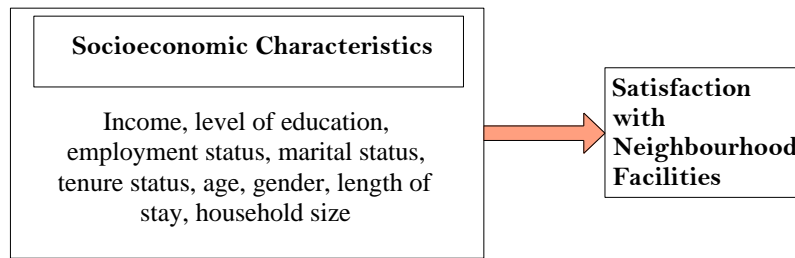 Socioeconomic Characteristics
Income, level of education,
employment status, marital status,
tenure status, age, gender, length of
stay, household size
Satisfaction
with
Neighbourhood
Facilities